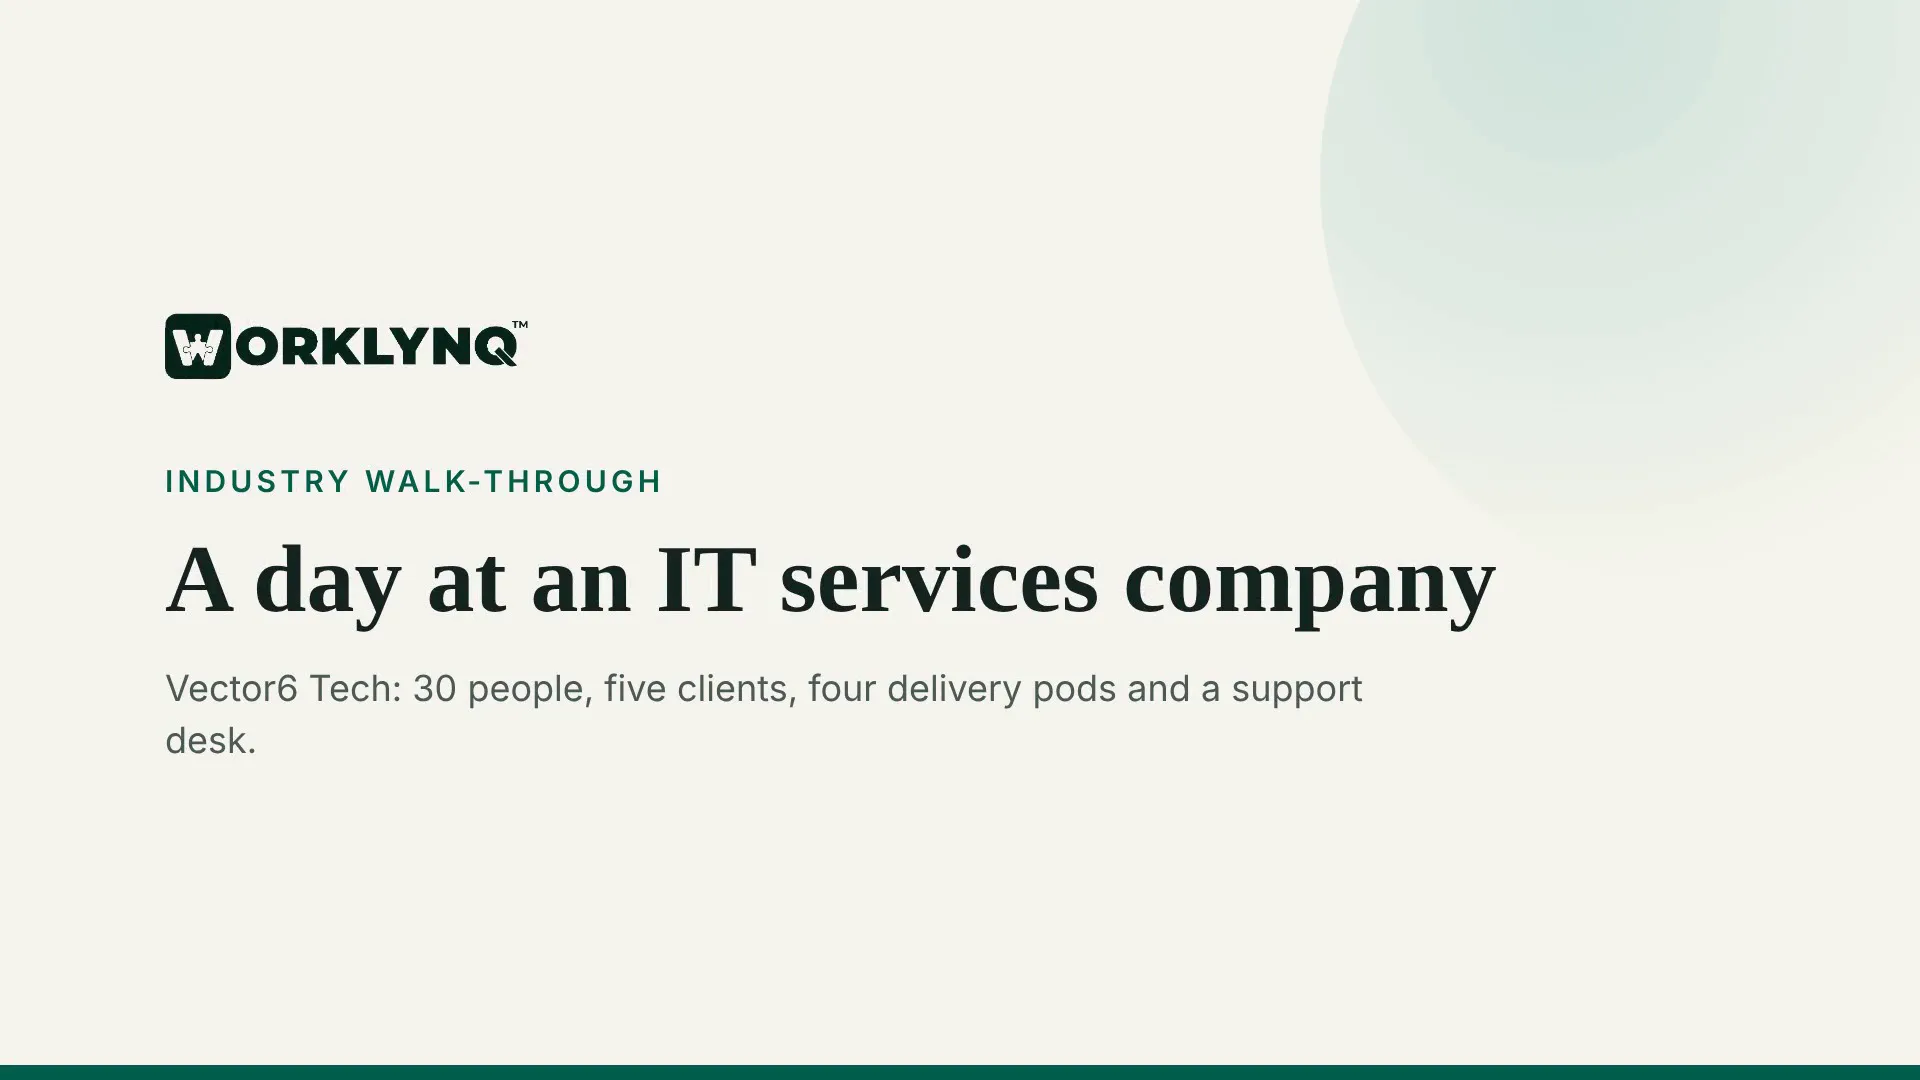 WORKLYNQ™
INDUSTRY WALK-THROUGH
A day at an IT services company
Vector6 Tech: 30 people, five clients, four delivery pods and a support
desk.